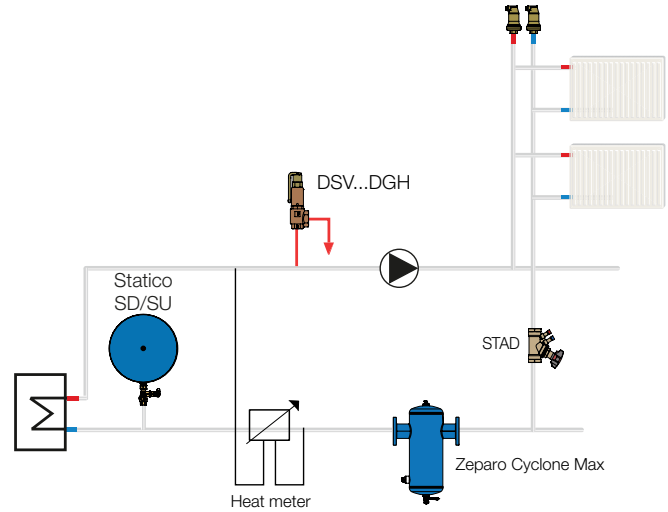 DSV...DGH
Statico
SD/SU
STAD
Zeparo Cyclone Max
Heat meter